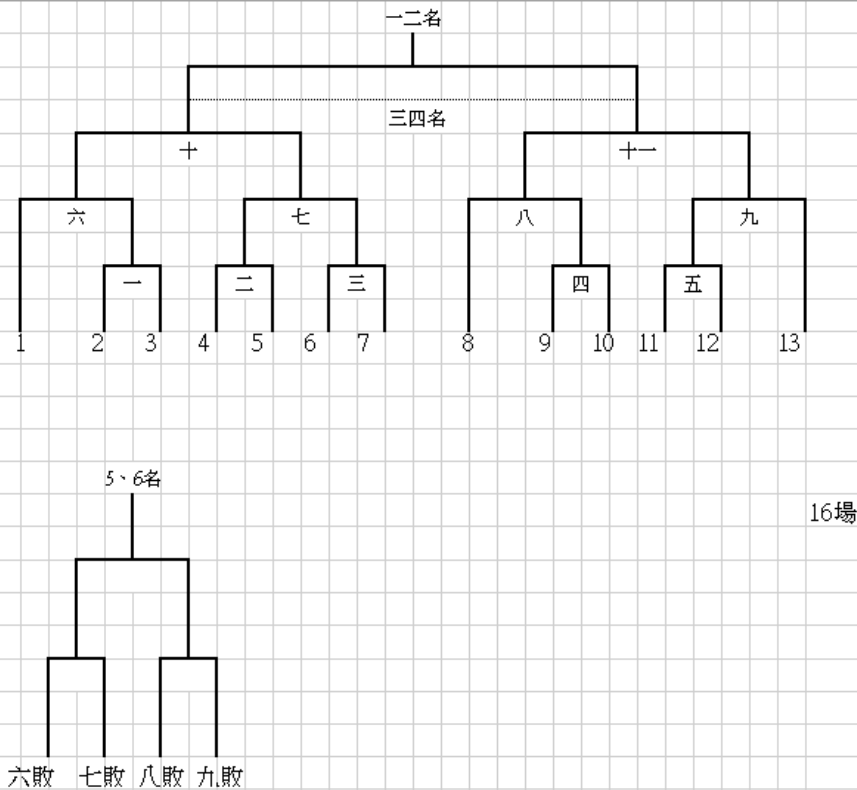 一二名
三四名
十 十一
六 七 八 九
一 二 三 四 五
1 2 3 4 5 6 7 8 9 10 11 12 13
5、6名
16場
六敗 七敗 八敗 九敗